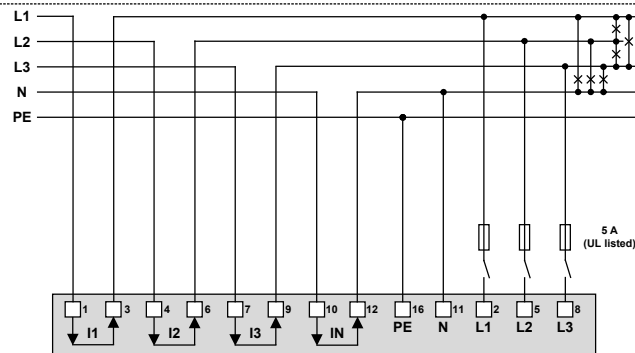 L1
L2
L3
N
PE
5 A
(UL listed)
1 3 4 6 7 9 10 12 16 11 2 5 8
I1 I2 I3 IN PE N L1 L2 L3